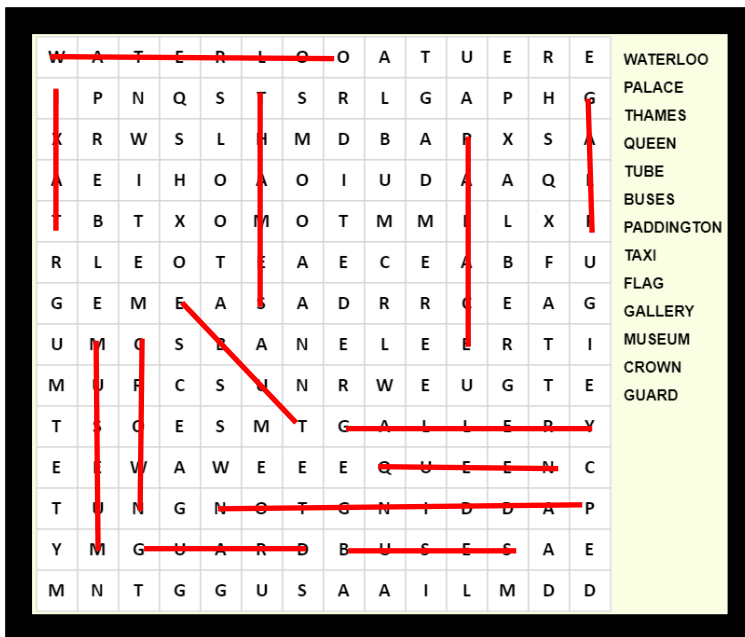 W A T E R L O O A T U E R E
I P N Q S T S R L G A P H G
X R W S L H M D B A P X S A
A E I H O A O I U D A A Q L
T B T X O M O T M M L L X F
R L E O T E A E C E A B F U
G E M E A S A D R R C E A G
U M C S B A N E L E E R T I
M U R C S U N R W E U G T E
T S O E S M T G A L L E R Y
E E W A W E E E Q U E E N C
T U N G N O T G N I D D A P
Y M G U A R D B U S E S A E
M N T G G U S A A I L M D D
WATERLOO
PALACE
THAMES
QUEEN
TUBE
BUSES
PADDINGTON
TAXI
FLAG
GALLERY
MUSEUM
CROWN
GUARD